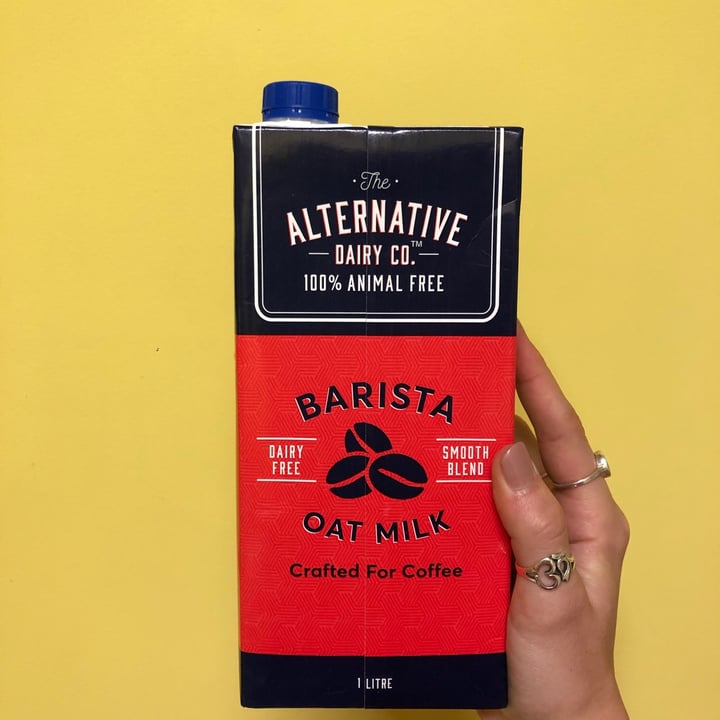 The
ALTERNATIVE
DAIRY CO.™
100% ANIMAL FREE
BARISTA
DAIRY
FREE
SMOOTH
BLEND
OAT MILK
Crafted For Coffee
1 LITRE